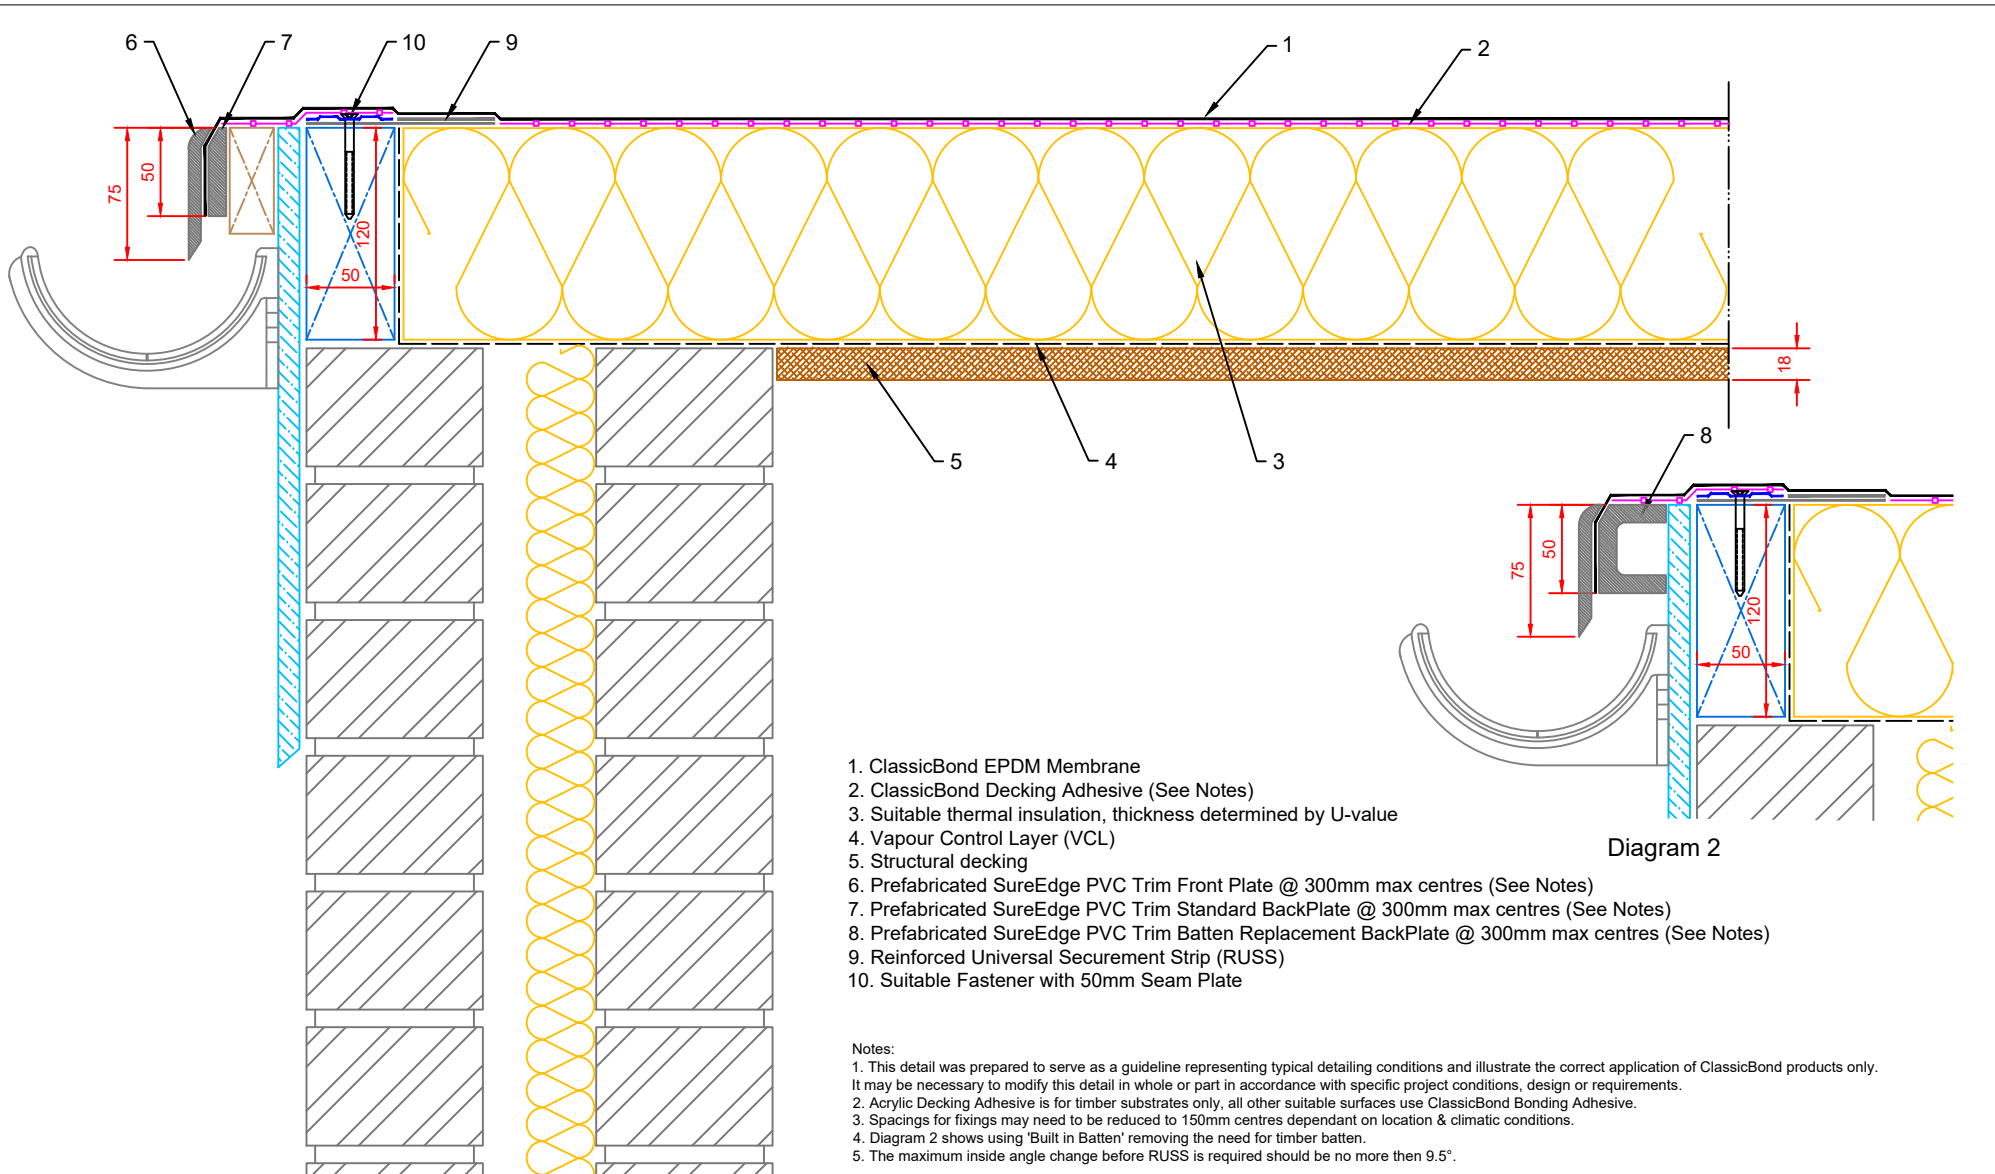 6 7 10 9 1 2
75 50 120 50 18
5 4 3 8
75 50 120 50
Diagram 2
1. ClassicBond EPDM Membrane
2. ClassicBond Decking Adhesive (See Notes)
3. Suitable thermal insulation, thickness determined by U-value
4. Vapour Control Layer (VCL)
5. Structural decking
6. Prefabricated SureEdge PVC Trim Front Plate @ 300mm max centres (See Notes)
7. Prefabricated SureEdge PVC Trim Standard BackPlate @ 300mm max centres (See Notes)
8. Prefabricated SureEdge PVC Trim Batten Replacement BackPlate @ 300mm max centres (See Notes)
9. Reinforced Universal Securement Strip (RUSS)
10. Suitable Fastener with 50mm Seam Plate
Notes:
1. This detail was prepared to serve as a guideline representing typical detailing conditions and illustrate the correct application of ClassicBond products only.
It may be necessary to modify this detail in whole or part in accordance with specific project conditions, design or requirements.
2. Acrylic Decking Adhesive is for timber substrates only, all other suitable surfaces use ClassicBond Bonding Adhesive.
3. Spacings for fixings may need to be reduced to 150mm centres dependant on location & climatic conditions.
4. Diagram 2 shows using 'Built in Batten' removing the need for timber batten.
5. The maximum inside angle change before RUSS is required should be no more then 9.5°.